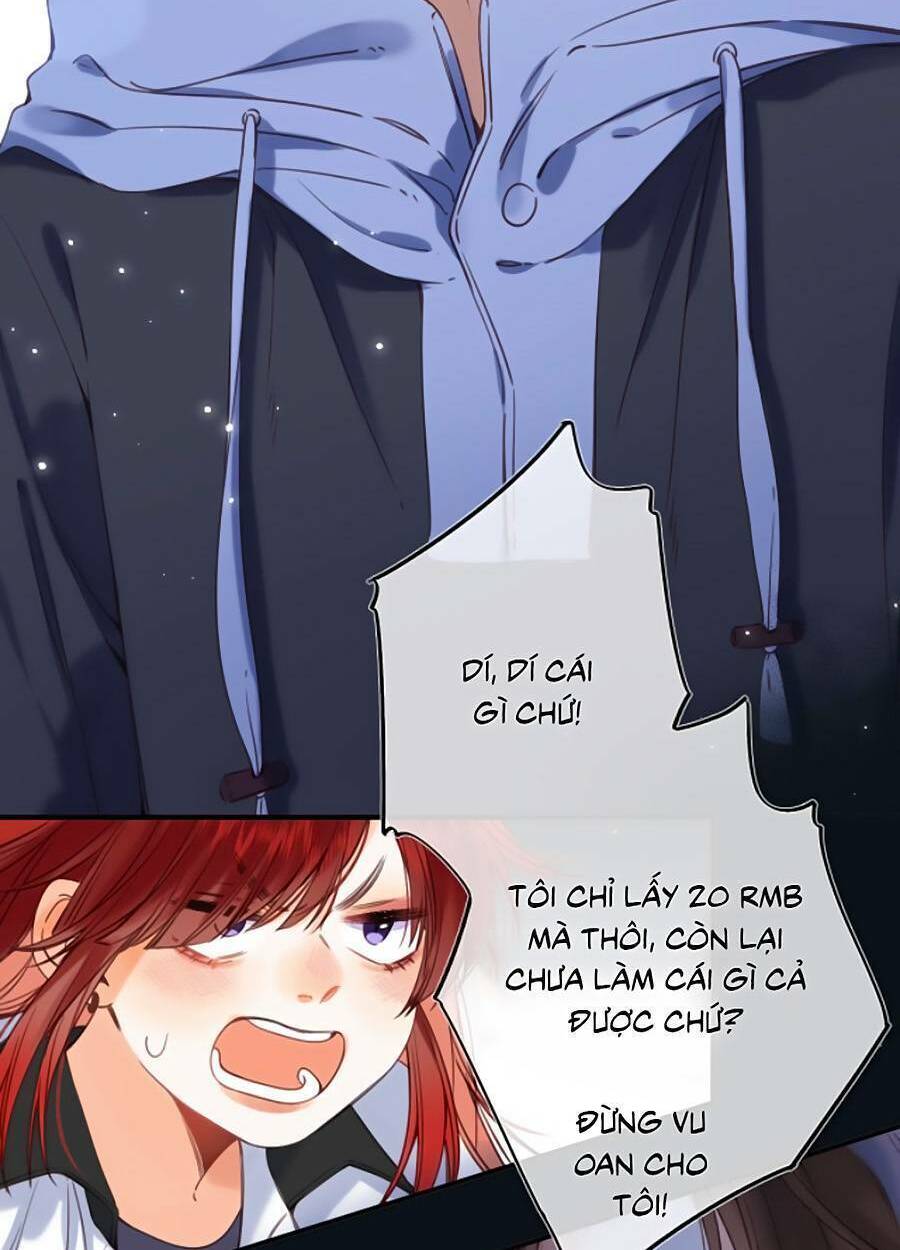 DÍ, DÍ CÁI
GÌ CHỨ!
TÔI CHỈ LẤY 20 RMB
MÀ THÔI, CÒN LẠI
CHƯA LÀM CÁI GÌ CẢ
ĐƯỢC CHỨ?
ĐỪNG VU
OAN CHO
TÔI!